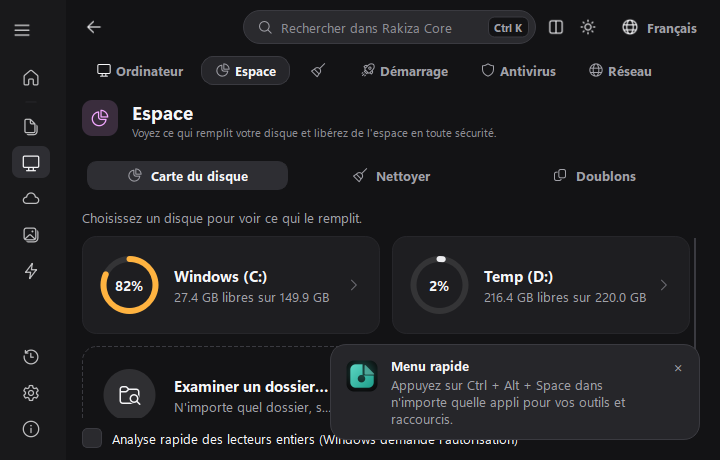 Rechercher dans Rakiza Core
Ctrl K
Français
Ordinateur
Espace
Démarrage
Antivirus
Réseau
Espace
Voyez ce qui remplit votre disque et libérez de l'espace en toute sécurité.
Carte du disque
Nettoyer
Doublons
Choisissez un disque pour voir ce qui le remplit.
82%
Windows (C:)
27.4 GB libres sur 149.9 GB
2%
Temp (D:)
216.4 GB libres sur 220.0 GB
Examiner un dossier...
N'importe quel dossier, s...
Menu rapide
Appuyez sur Ctrl + Alt + Space dans
n'importe quelle appli pour vos outils et
raccourcis.
Analyse rapide des lecteurs entiers (Windows demande l'autorisation)